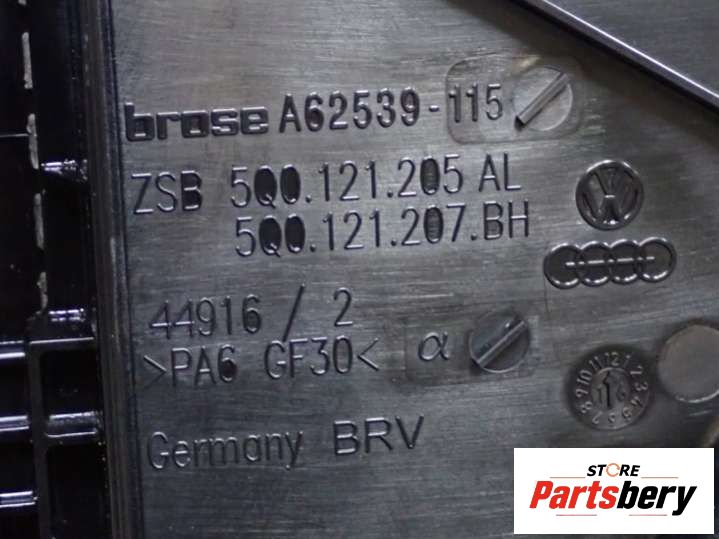 brose A62539-115
ZSB 5Q0.121.205 AL
5Q0.121.207.BH
44916 / 2
>PA6 GF30< α
Germany BRV
STORE
Partsbery